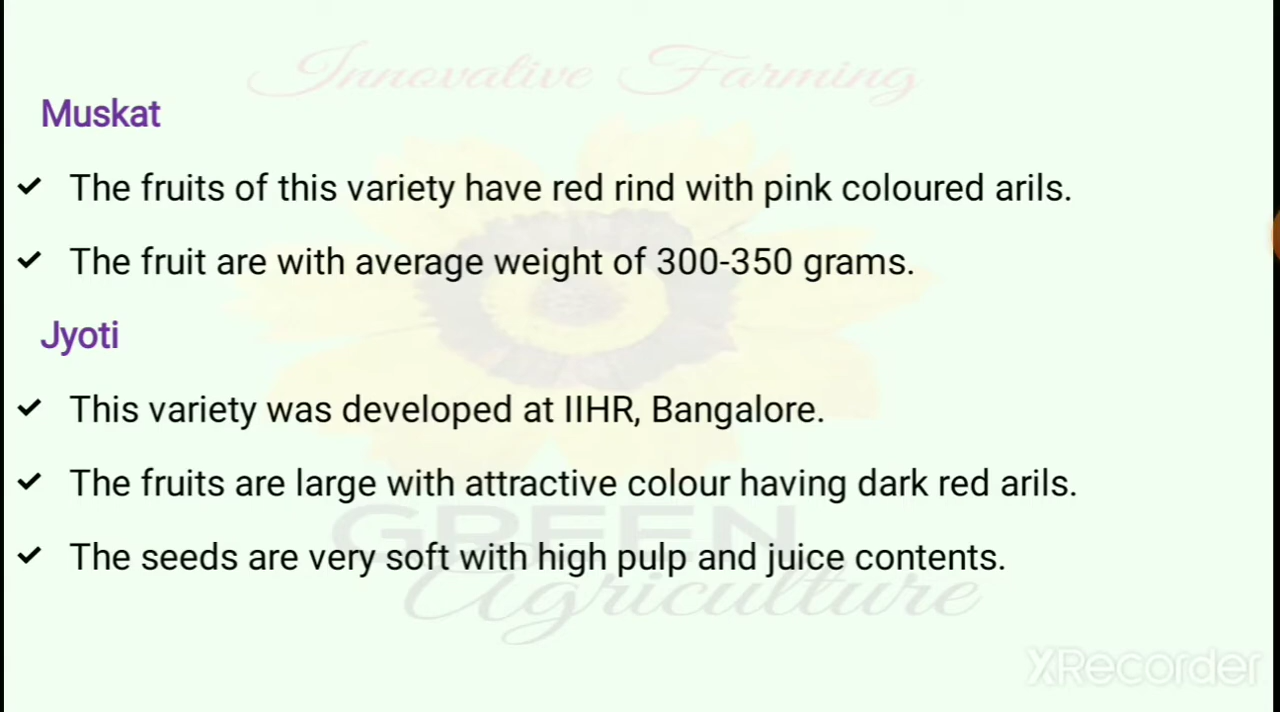 Innovative Farming
Muskat
✔ The fruits of this variety have red rind with pink coloured arils.
✔ The fruit are with average weight of 300-350 grams.
Jyoti
✔ This variety was developed at IIHR, Bangalore.
✔ The fruits are large with attractive colour having dark red arils.
GREEN
✔ The seeds are very soft with high pulp and juice contents.
Agriculture
XRecorder